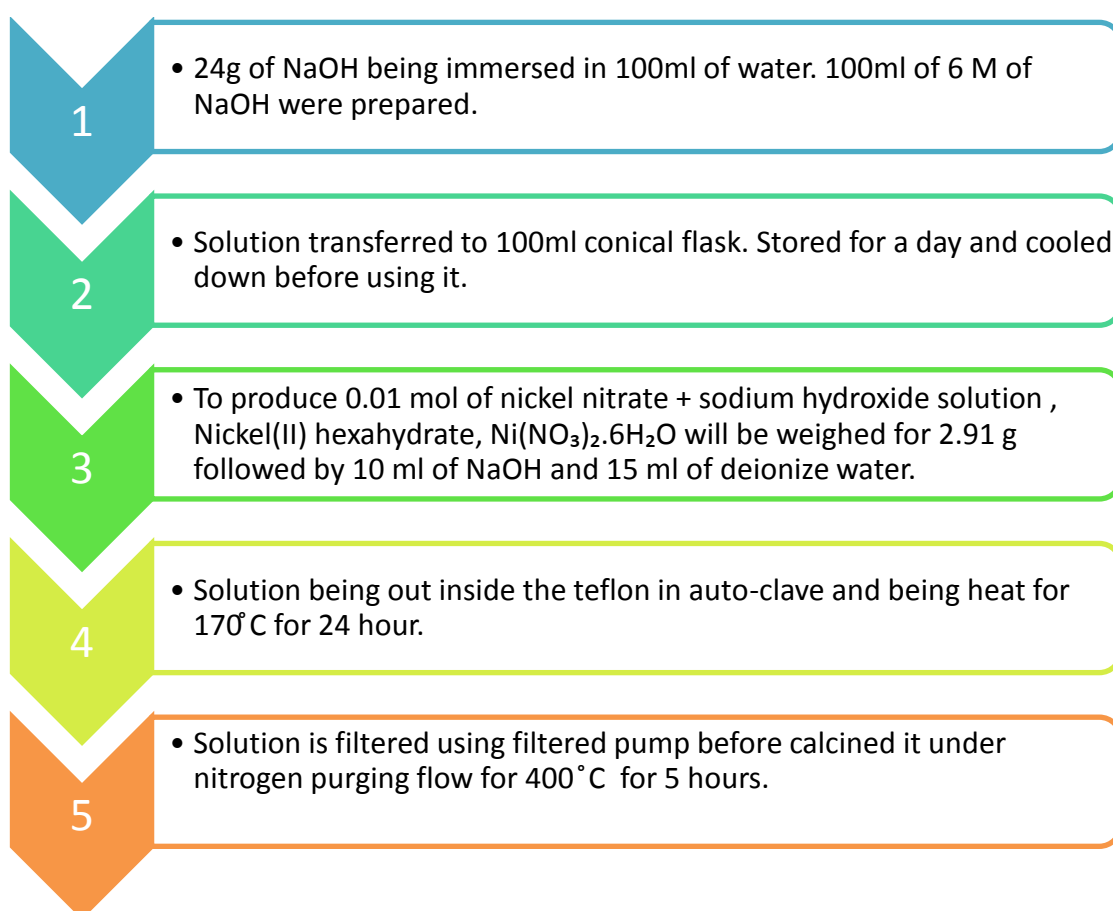 1
• 24g of NaOH being immersed in 100ml of water. 100ml of 6 M of
NaOH were prepared.
2
• Solution transferred to 100ml conical flask. Stored for a day and cooled
down before using it.
3
• To produce 0.01 mol of nickel nitrate + sodium hydroxide solution ,
Nickel(II) hexahydrate, Ni(NO₃)₂.6H₂O will be weighed for 2.91 g
followed by 10 ml of NaOH and 15 ml of deionize water.
4
• Solution being out inside the teflon in auto-clave and being heat for
170˚C for 24 hour.
5
• Solution is filtered using filtered pump before calcined it under
nitrogen purging flow for 400˚C for 5 hours.